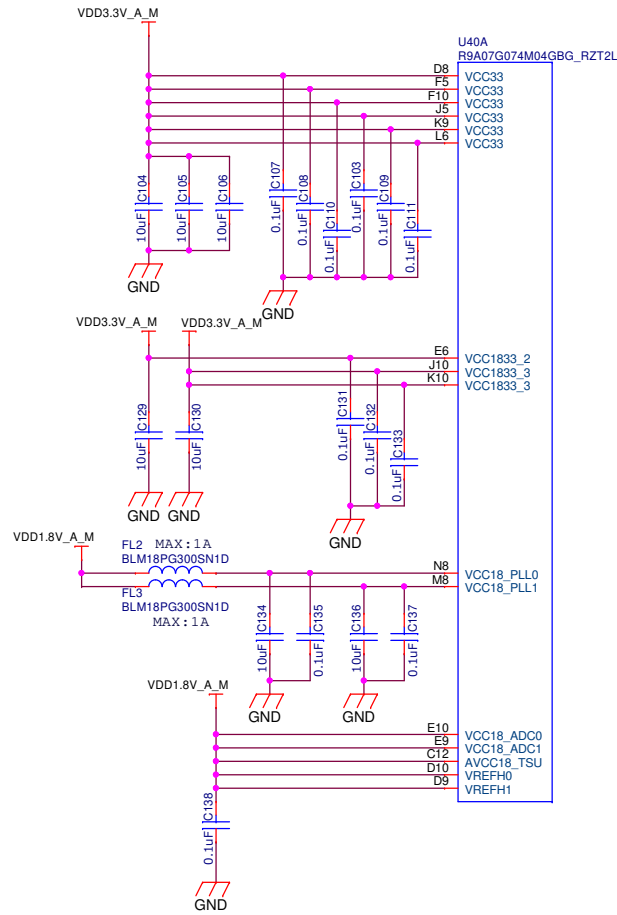 VDD3.3V_A_M
U40A
R9A07G074M04GBG_RZT2L
D8 VCC33
F5 VCC33
F10 VCC33
J5 VCC33
K9 VCC33
L6 VCC33
C104 10uF
C105 10uF
C106 10uF
C107 0.1uF
C108 0.1uF
C110 0.1uF
C103 0.1uF
C109 0.1uF
C111 0.1uF
GND
GND
VDD3.3V_A_M
VDD3.3V_A_M
E6 VCC1833_2
J10 VCC1833_3
K10 VCC1833_3
C129 10uF
C130 10uF
C131 0.1uF
C132 0.1uF
C133 0.1uF
GND
GND
GND
VDD1.8V_A_M
FL2 MAX:1A
BLM18PG300SN1D
N8 VCC18_PLL0
M8 VCC18_PLL1
FL3
BLM18PG300SN1D
MAX:1A
C134 10uF
C135 0.1uF
C136 10uF
C137 0.1uF
GND
GND
VDD1.8V_A_M
E10 VCC18_ADC0
E9 VCC18_ADC1
C12 AVCC18_TSU
D10 VREFH0
D9 VREFH1
C138 0.1uF
GND